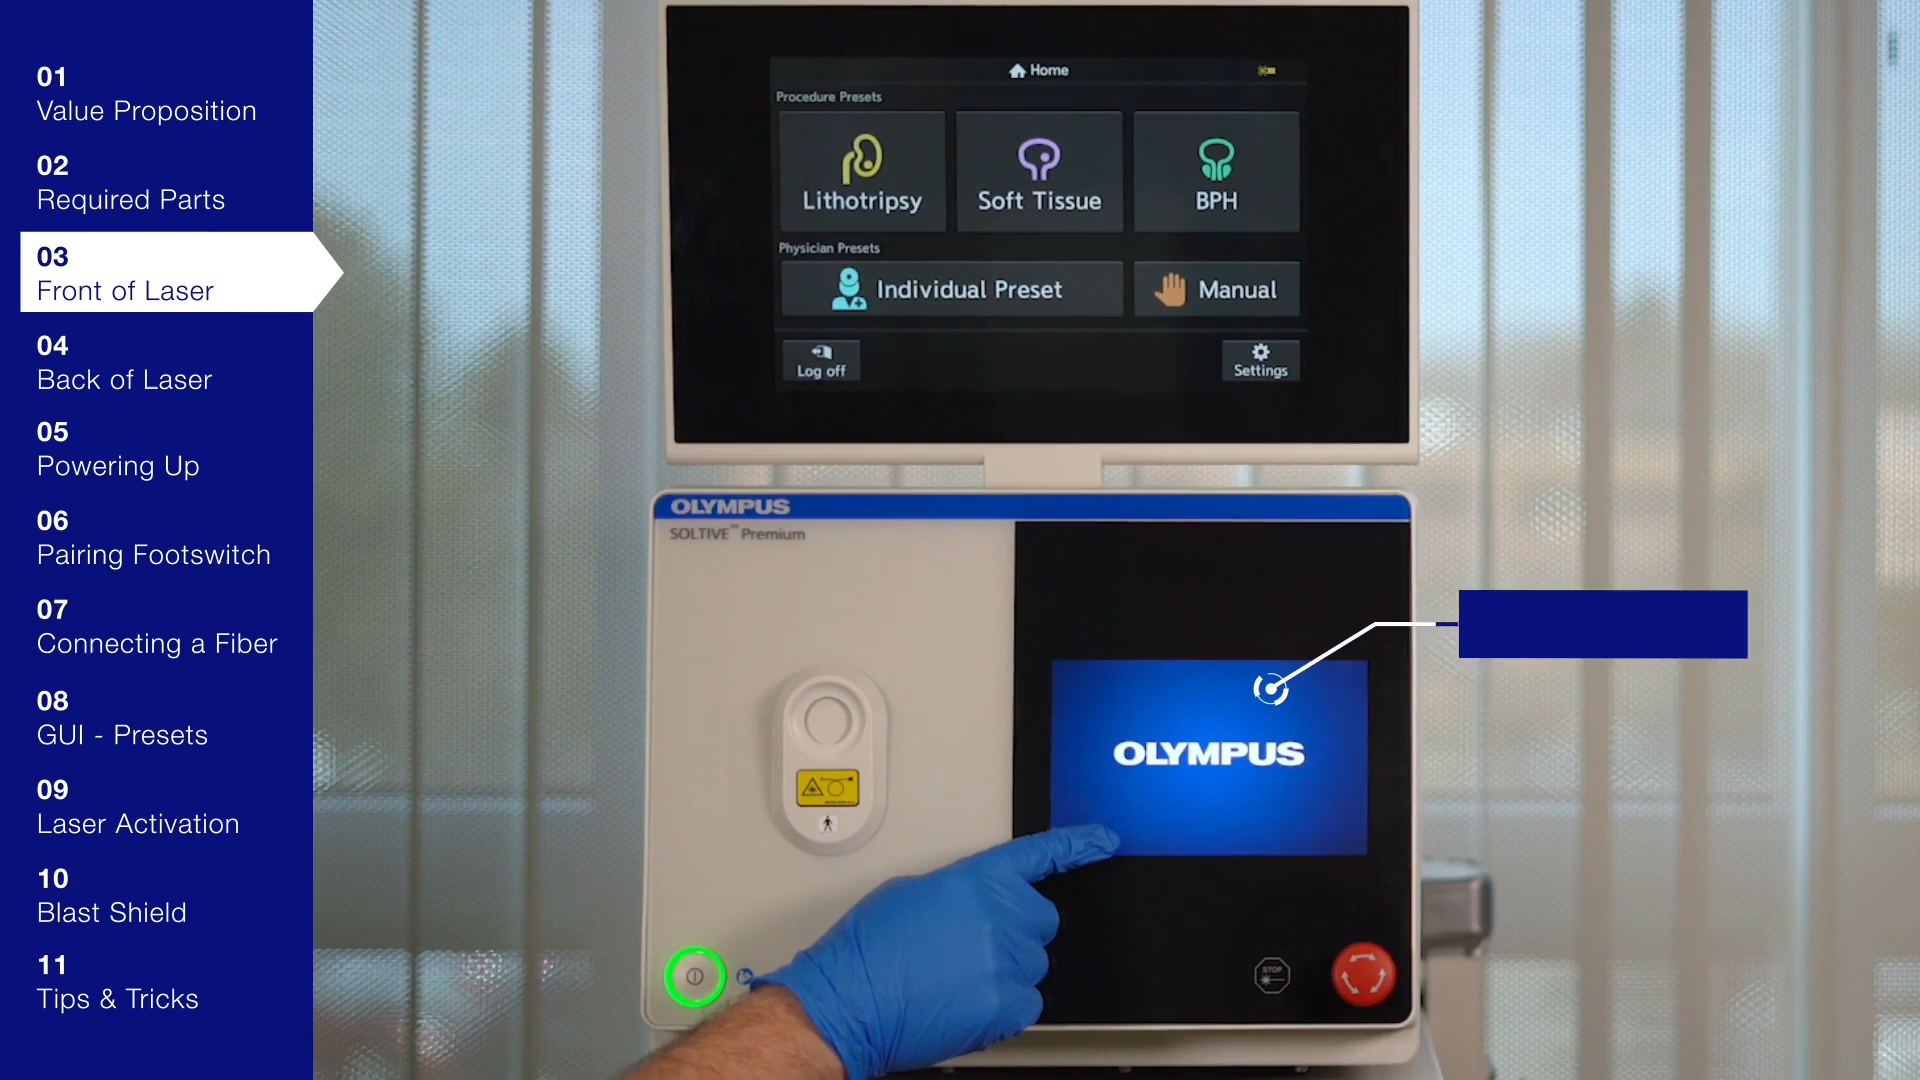 01
Value Proposition
02
Required Parts
03
Front of Laser
04
Back of Laser
05
Powering Up
06
Pairing Footswitch
07
Connecting a Fiber
08
GUI - Presets
09
Laser Activation
10
Blast Shield
11
Tips & Tricks
Home
Procedure Presets
Lithotripsy
Soft Tissue
BPH
Physician Presets
Individual Preset
Manual
Log off
Settings
OLYMPUS
SOLTIVE™ Premium
OLYMPUS
STOP